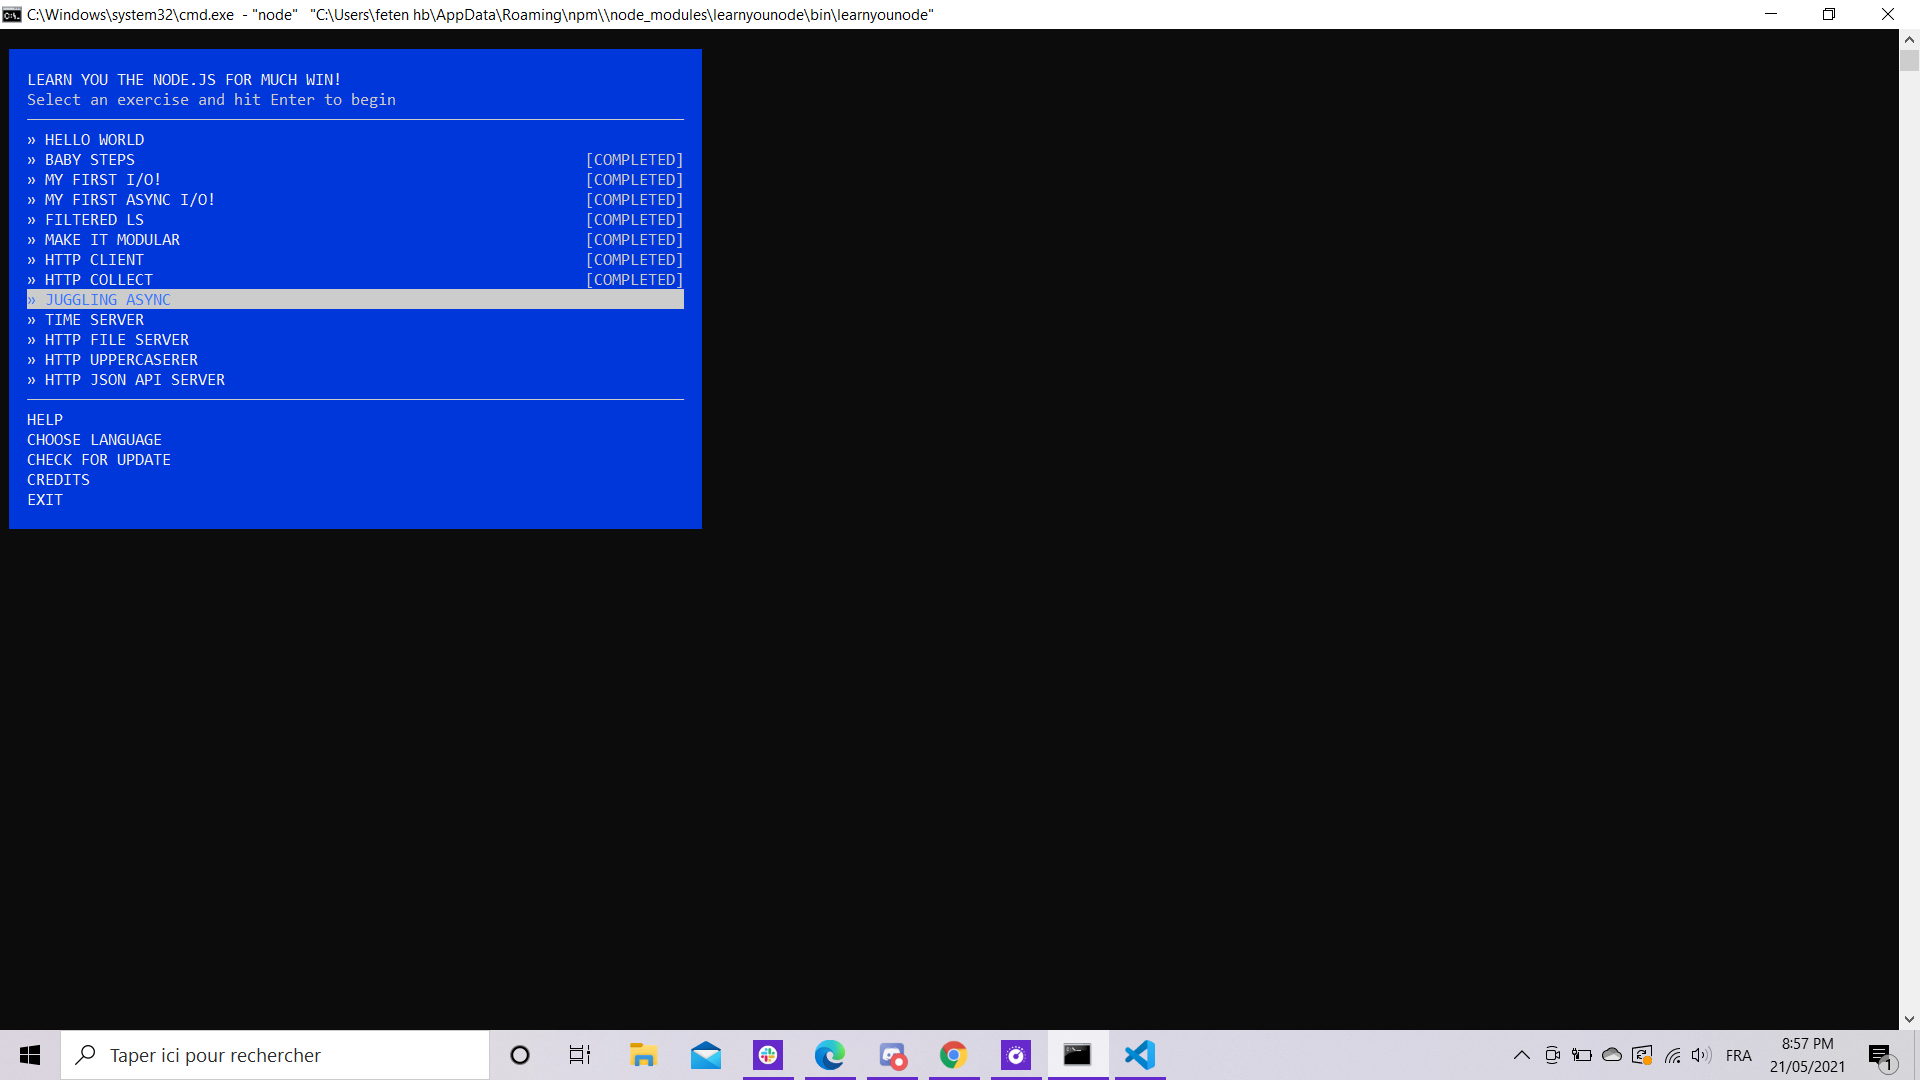 C:\Windows\system32\cmd.exe - "node" "C:\Users\feten hb\AppData\Roaming\npm\\node_modules\learnyounode\bin\learnyounode"
LEARN YOU THE NODE.JS FOR MUCH WIN!
Select an exercise and hit Enter to begin
» HELLO WORLD
» BABY STEPS [COMPLETED]
» MY FIRST I/O! [COMPLETED]
» MY FIRST ASYNC I/O! [COMPLETED]
» FILTERED LS [COMPLETED]
» MAKE IT MODULAR [COMPLETED]
» HTTP CLIENT [COMPLETED]
» HTTP COLLECT [COMPLETED]
» JUGGLING ASYNC
» TIME SERVER
» HTTP FILE SERVER
» HTTP UPPERCASERER
» HTTP JSON API SERVER
HELP
CHOOSE LANGUAGE
CHECK FOR UPDATE
CREDITS
EXIT
Taper ici pour rechercher
FRA
8:57 PM
21/05/2021
1